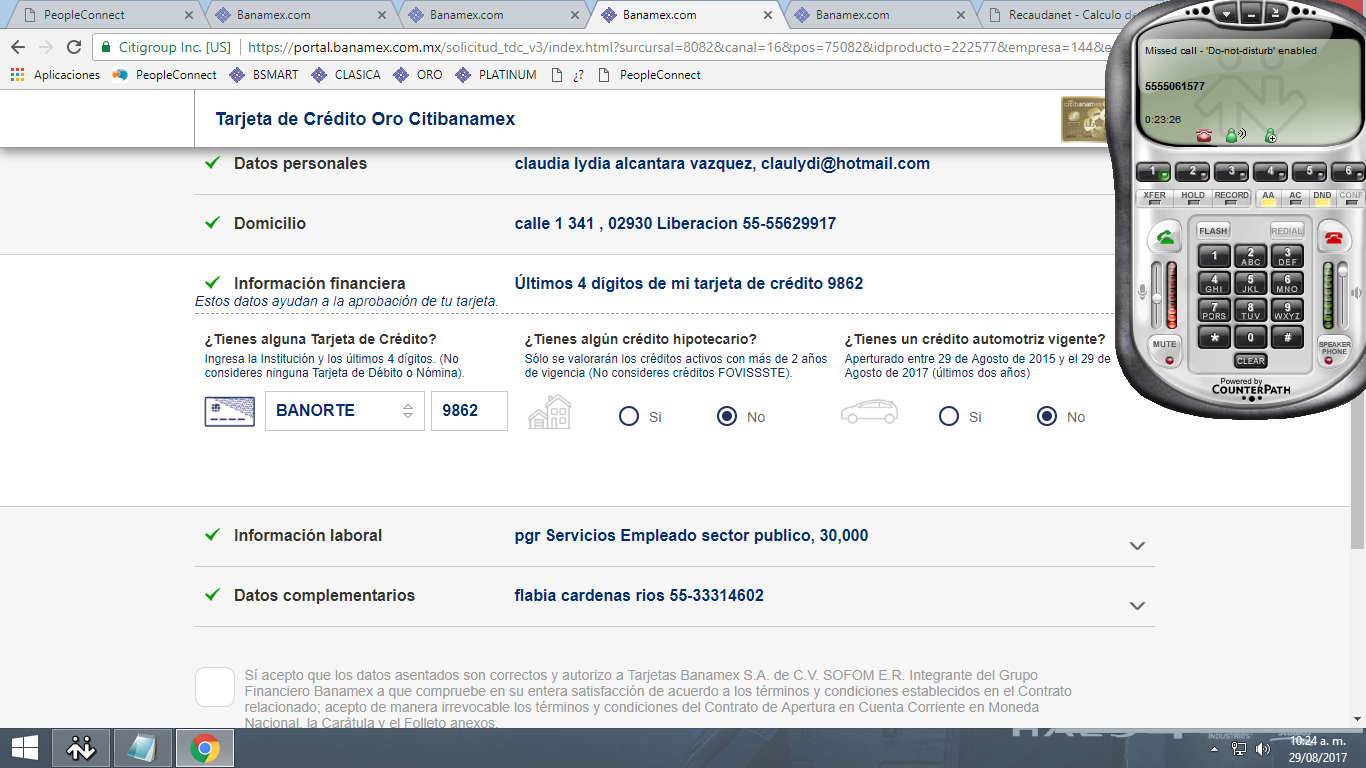 PeopleConnect
Banamex.com
Banamex.com
Banamex.com
Banamex.com
Recaudanet - Calculo d
Citigroup Inc. [US]
https://portal.banamex.com.mx/solicitud_tdc_v3/index.html?sursursal=8082&canal=16&pos=75082&idproducto=222577&empresa=144&e
Aplicaciones
PeopleConnect
BSMART
CLASICA
ORO
PLATINUM
¿?
PeopleConnect
Tarjeta de Crédito Oro Citibanamex
Datos personales
claudia lydia alcantara vazquez, claulydi@hotmail.com
Domicilio
calle 1 341 , 02930 Liberacion 55-55629917
Información financiera
Últimos 4 dígitos de mi tarjeta de crédito 9862
Estos datos ayudan a la aprobación de tu tarjeta.
¿Tienes alguna Tarjeta de Crédito?
Ingresa la Institución y los últimos 4 dígitos. (No
consideres ninguna Tarjeta de Débito o Nómina).
BANORTE
9862
¿Tienes algún crédito hipotecario?
Sólo se valorarán los créditos activos con más de 2 años
de vigencia (No consideres créditos FOVISSSTE).
Si
No
¿Tienes un crédito automotriz vigente?
Aperturado entre 29 de Agosto de 2015 y el 29 de
Agosto de 2017 (últimos dos años)
Si
No
Información laboral
pgr Servicios Empleado sector publico, 30,000
Datos complementarios
flabia cardenas rios 55-33314602
Sí acepto que los datos asentados son correctos y autorizo a Tarjetas Banamex S.A. de C.V. SOFOM E.R. Integrante del Grupo
Financiero Banamex a que compruebe en su entera satisfacción de acuerdo a los términos y condiciones establecidos en el Contrato
relacionado; acepto de manera irrevocable los términos y condiciones del Contrato de Apertura en Cuenta Corriente en Moneda
Nacional, la Carátula y el Folleto anexos.
Missed call - 'Do-not-disturb' enabled
5555061577
0:23:26
1 2 3 4 5 6
XFER HOLD RECORD AA AC DND CONF
FLASH REDIAL
1 2 ABC 3 DEF
4 GHI 5 JKL 6 MNO
7 PQRS 8 TUV 9 WXYZ
* 0 #
CLEAR
MUTE
SPEAKER
PHONE
Powered by
COUNTERPATH
INDUSTRIES
10:24 a. m.
29/08/2017